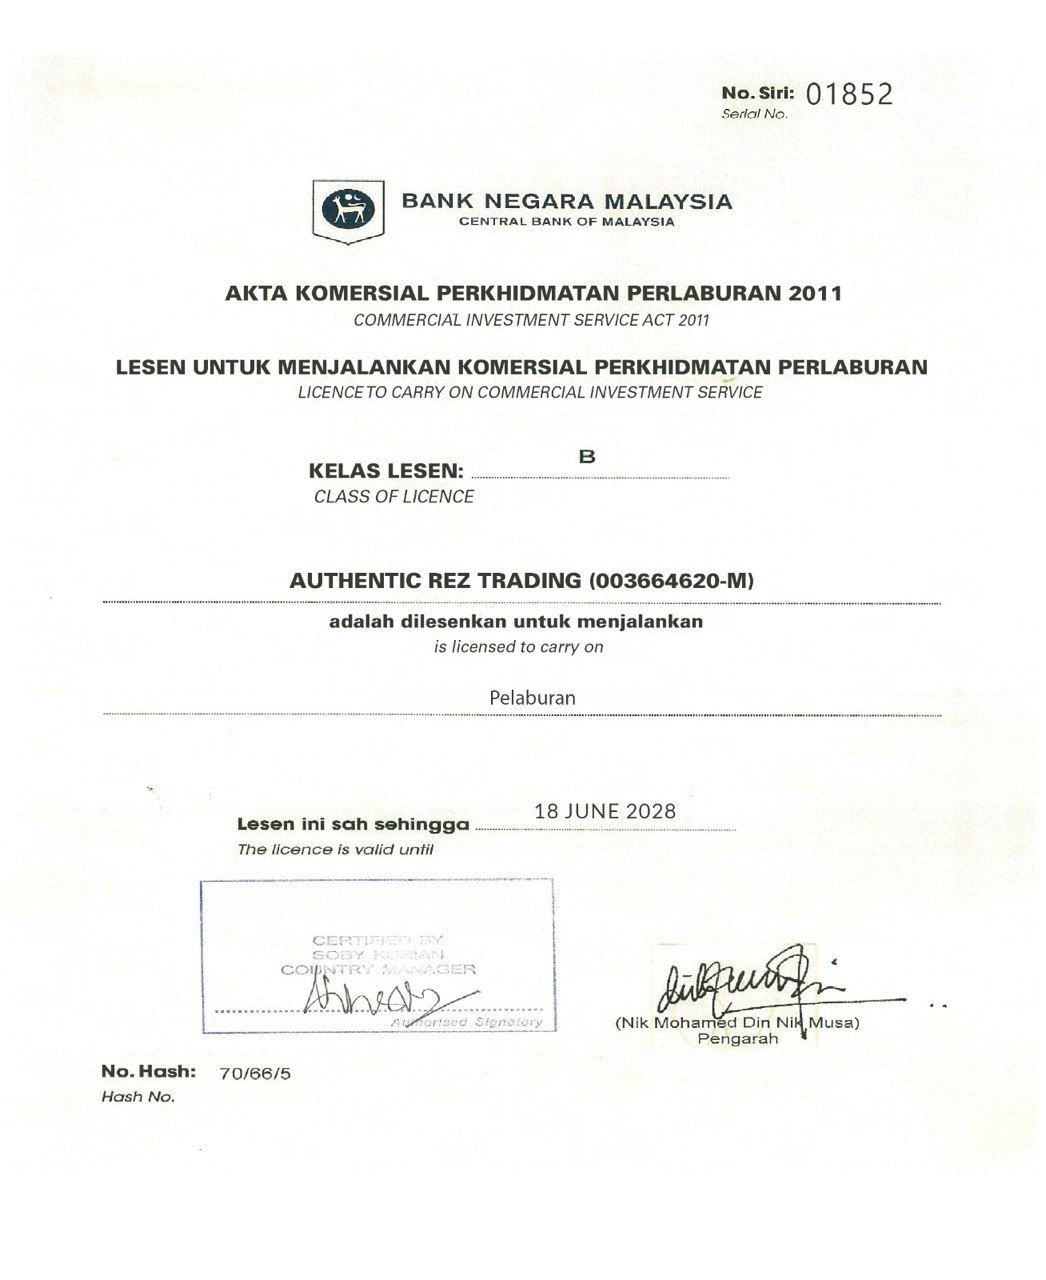 No. Siri: 01852
Serial No.
BANK NEGARA MALAYSIA
CENTRAL BANK OF MALAYSIA
AKTA KOMERSIAL PERKHIDMATAN PERLABURAN 2011
COMMERCIAL INVESTMENT SERVICE ACT 2011
LESEN UNTUK MENJALANKAN KOMERSIAL PERKHIDMATAN PERLABURAN
LICENCE TO CARRY ON COMMERCIAL INVESTMENT SERVICE
KELAS LESEN: B
CLASS OF LICENCE
AUTHENTIC REZ TRADING (003664620-M)
adalah dilesenkan untuk menjalankan
is licensed to carry on
Pelaburan
Lesen ini sah sehingga 18 JUNE 2028
The licence is valid until
CERTIFIED BY
SOBY KURIAN
COUNTRY MANAGER
Authorised Signatory
(Nik Mohamed Din Nik Musa)
Pengarah
No. Hash: 70/66/5
Hash No.